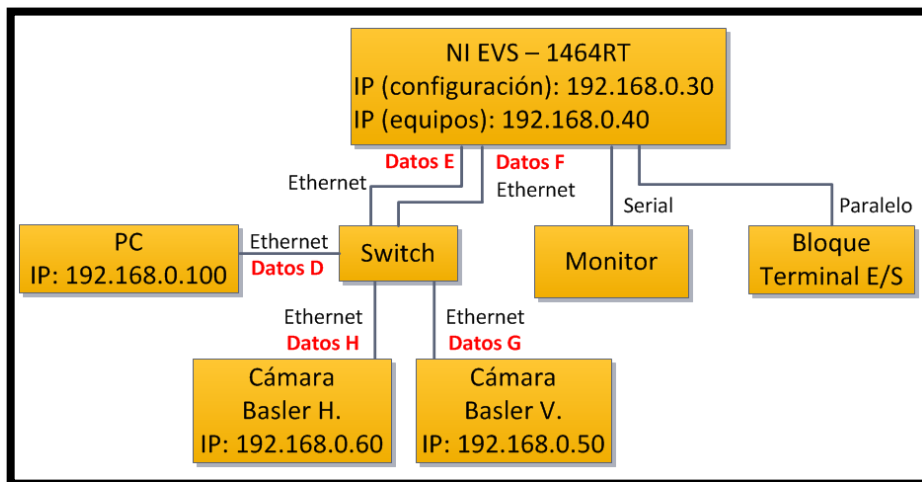 NI EVS – 1464RT
IP (configuración): 192.168.0.30
IP (equipos): 192.168.0.40
Datos E
Datos F
Ethernet
Ethernet
Serial
Paralelo
PC
IP: 192.168.0.100
Ethernet
Datos D
Switch
Monitor
Bloque
Terminal E/S
Ethernet
Datos H
Ethernet
Datos G
Cámara
Basler H.
IP: 192.168.0.60
Cámara
Basler V.
IP: 192.168.0.50